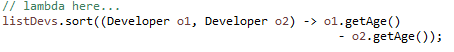 // lambda here...
listDevs.sort((Developer o1, Developer o2) -> o1.getAge()
- o2.getAge());